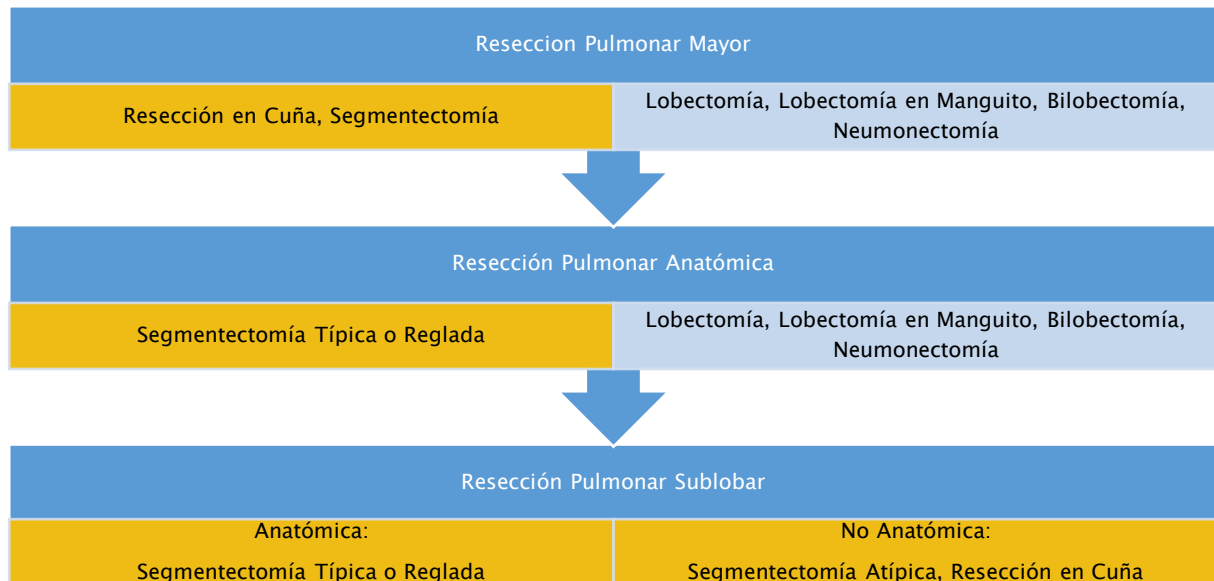 Reseccion Pulmonar Mayor
Resección en Cuña, Segmentectomía
Lobectomía, Lobectomía en Manguito, Bilobectomía,
Neumonectomía
Resección Pulmonar Anatómica
Segmentectomía Típica o Reglada
Lobectomía, Lobectomía en Manguito, Bilobectomía,
Neumonectomía
Resección Pulmonar Sublobar
Anatómica:
Segmentectomía Típica o Reglada
No Anatómica:
Segmentectomía Atípica, Resección en Cuña